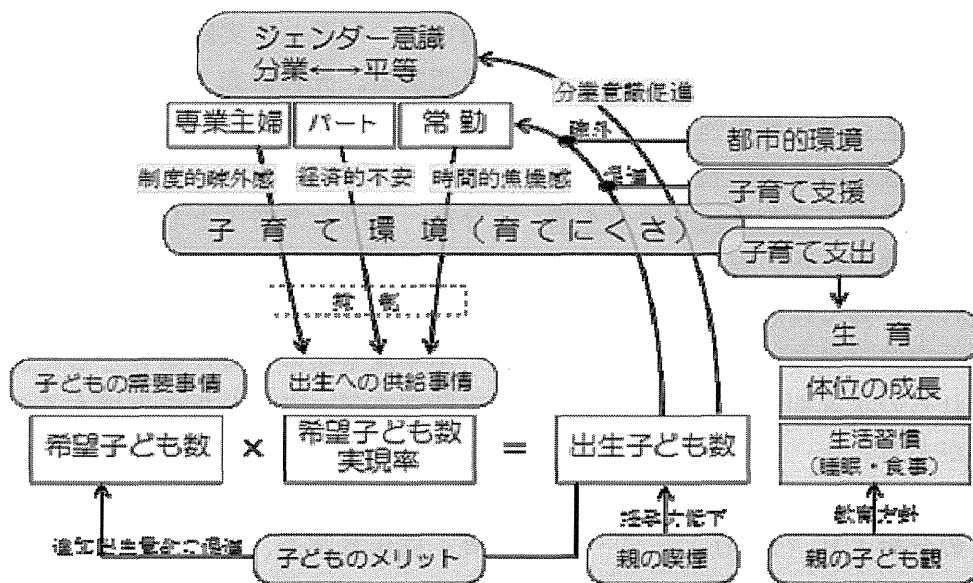 ジェンダー意識
分業←→平等
分業意識促進
専業主婦
パート
常勤
都市的環境
制度的疎外感
経済的不安
時間的焦燥感
子育て支援
子育て環境(育てにくさ)
子育て支出
生育
子どもの需要事情
出生への供給事情
体位の成長
希望子ども数
×
希望子ども数
実現率
=
出生子ども数
生活習慣
(睡眠・食事)
教育方針
子どものメリット
親の喫煙
親の子ども観